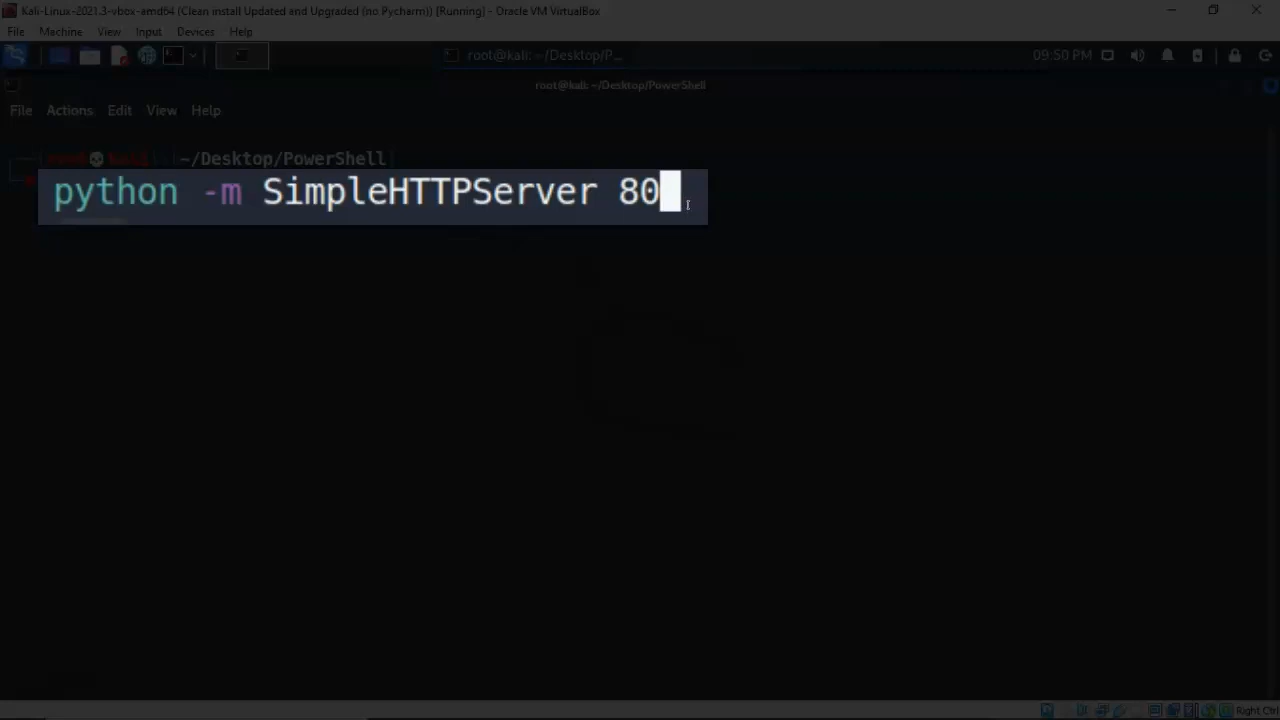 Kali-Linux-2021.3-vbox-amd64 (Clean install Updated and Upgraded (no Pycharm)) [Running] - Oracle VM VirtualBox
File Machine View Input Devices Help
root@kali: ~/Desktop/P... 09:50 PM
root@kali: ~/Desktop/PowerShell
File Actions Edit View Help
root kali ~/Desktop/PowerShell
python -m SimpleHTTPServer 80
Right Ctrl